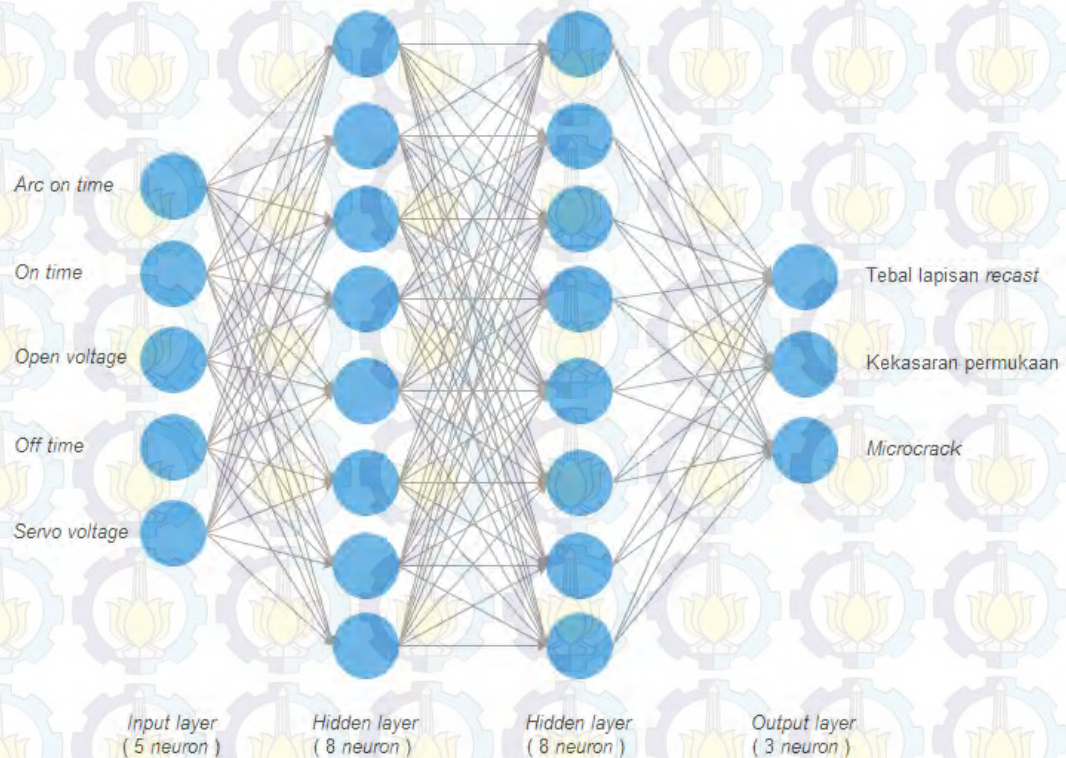 Arc on time
On time
Open voltage
Off time
Servo voltage
Tebal lapisan recast
Kekasaran permukaan
Microcrack
Input layer
( 5 neuron )
Hidden layer
( 8 neuron )
Hidden layer
( 8 neuron )
Output layer
( 3 neuron )